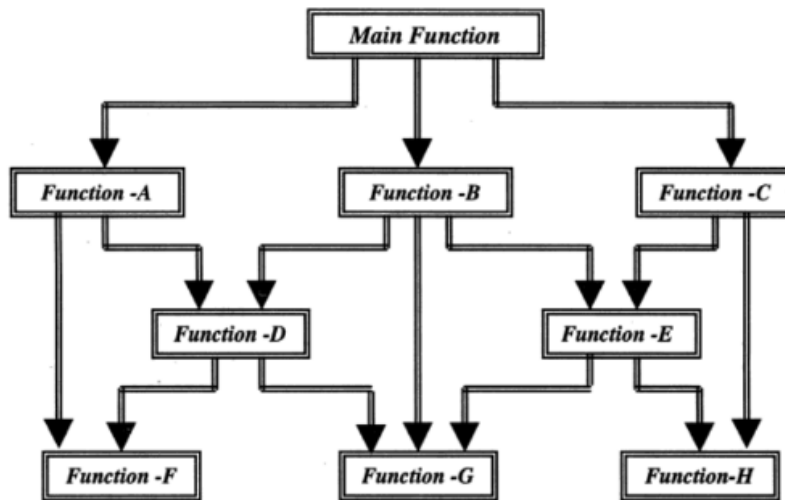 Main Function
Function -A
Function -B
Function -C
Function -D
Function -E
Function -F
Function -G
Function-H